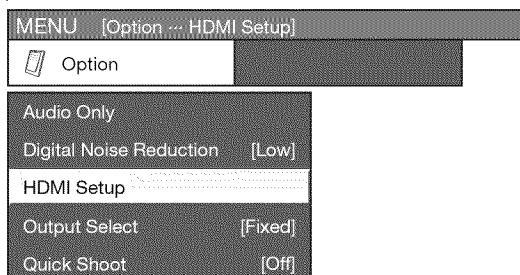 MENU [Option ··· HDMI Setup]
Option
Audio Only
Digital Noise Reduction [Low]
HDMI Setup
Output Select [Fixed]
Quick Shoot [Off]